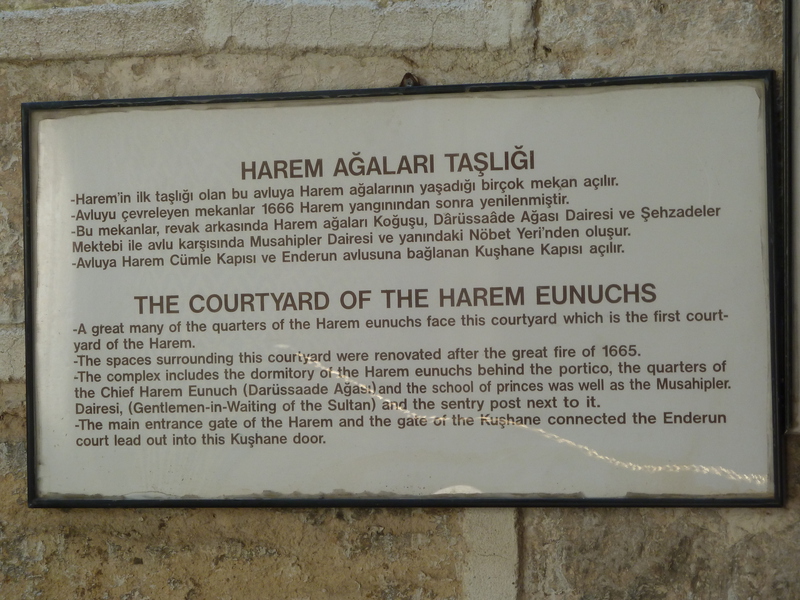 HAREM AĞALARI TAŞLIĞI
-Harem'in ilk taşlığı olan bu avluya Harem ağalarının yaşadığı birçok mekan açılır.
-Avluyu çevreleyen mekanlar 1666 Harem yangınından sonra yenilenmiştir.
-Bu mekanlar, revak arkasında Harem ağaları Koğuşu, Dârüssaâde Ağası Dairesi ve Şehzadeler
Mektebi ile avlu karşısında Musahipler Dairesi ve yanındaki Nöbet Yeri'nden oluşur.
-Avluya Harem Cümle Kapısı ve Enderun avlusuna bağlanan Kuşhane Kapısı açılır.
THE COURTYARD OF THE HAREM EUNUCHS
-A great many of the quarters of the Harem eunuchs face this courtyard which is the first court-
yard of the Harem.
-The spaces surrounding this courtyard were renovated after the great fire of 1665.
-The complex includes the dormitory of the Harem eunuchs behind the portico, the quarters of
the Chief Harem Eunuch (Darüssaade Ağası) and the school of princes was well as the Musahipler.
Dairesi, (Gentlemen-in-Waiting of the Sultan) and the sentry post next to it.
-The main entrance gate of the Harem and the gate of the Kuşhane connected the Enderun
court lead out into this Kuşhane door.